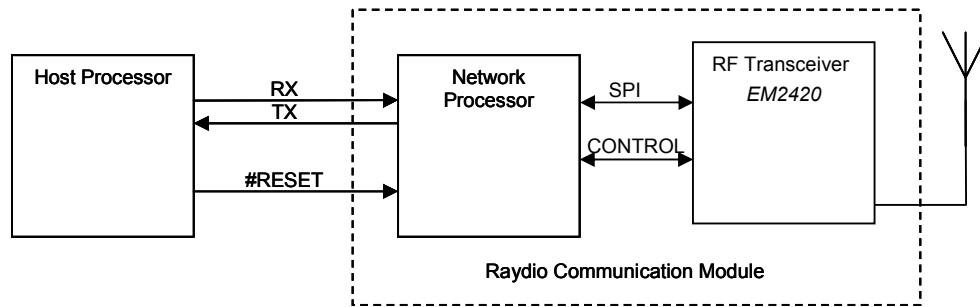 Host Processor
RX
TX
#RESET
Network
Processor
SPI
CONTROL
RF Transceiver
EM2420
Raydio Communication Module